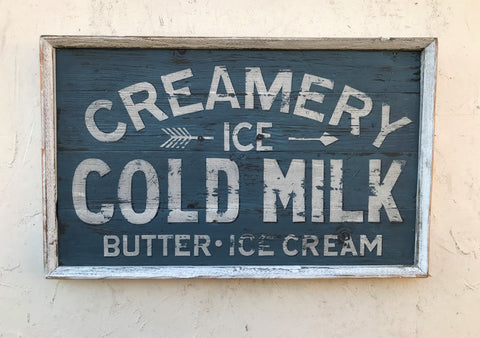 CREAMERY
ICE
COLD MILK
BUTTER • ICE CREAM